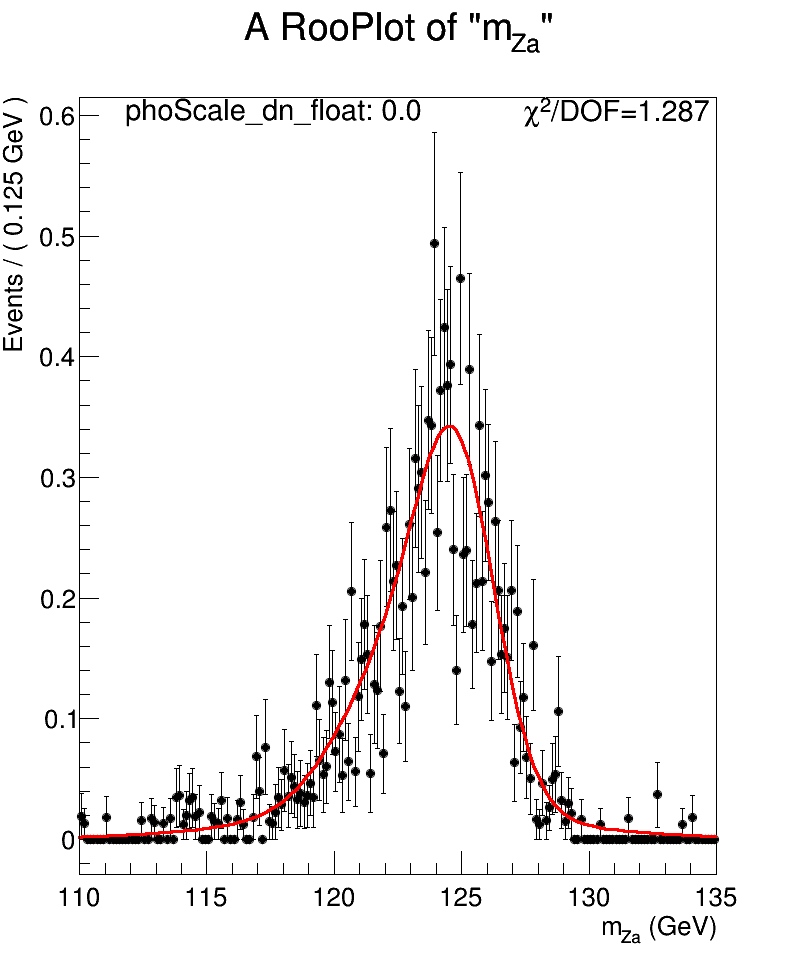 A RooPlot of "m_Za"
phoScale_dn_float: 0.0
χ²/DOF=1.287
Events / ( 0.125 GeV )
0.6
0.5
0.4
0.3
0.2
0.1
0
110 115 120 125 130 135
m_Za (GeV)